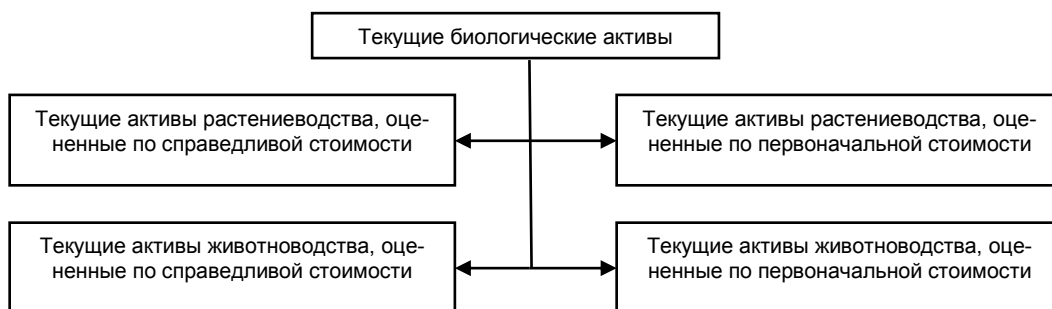 Текущие биологические активы
Текущие активы растениеводства, оце-
ненные по справедливой стоимости
Текущие активы растениеводства, оце-
ненные по первоначальной стоимости
Текущие активы животноводства, оце-
ненные по справедливой стоимости
Текущие активы животноводства, оце-
ненные по первоначальной стоимости